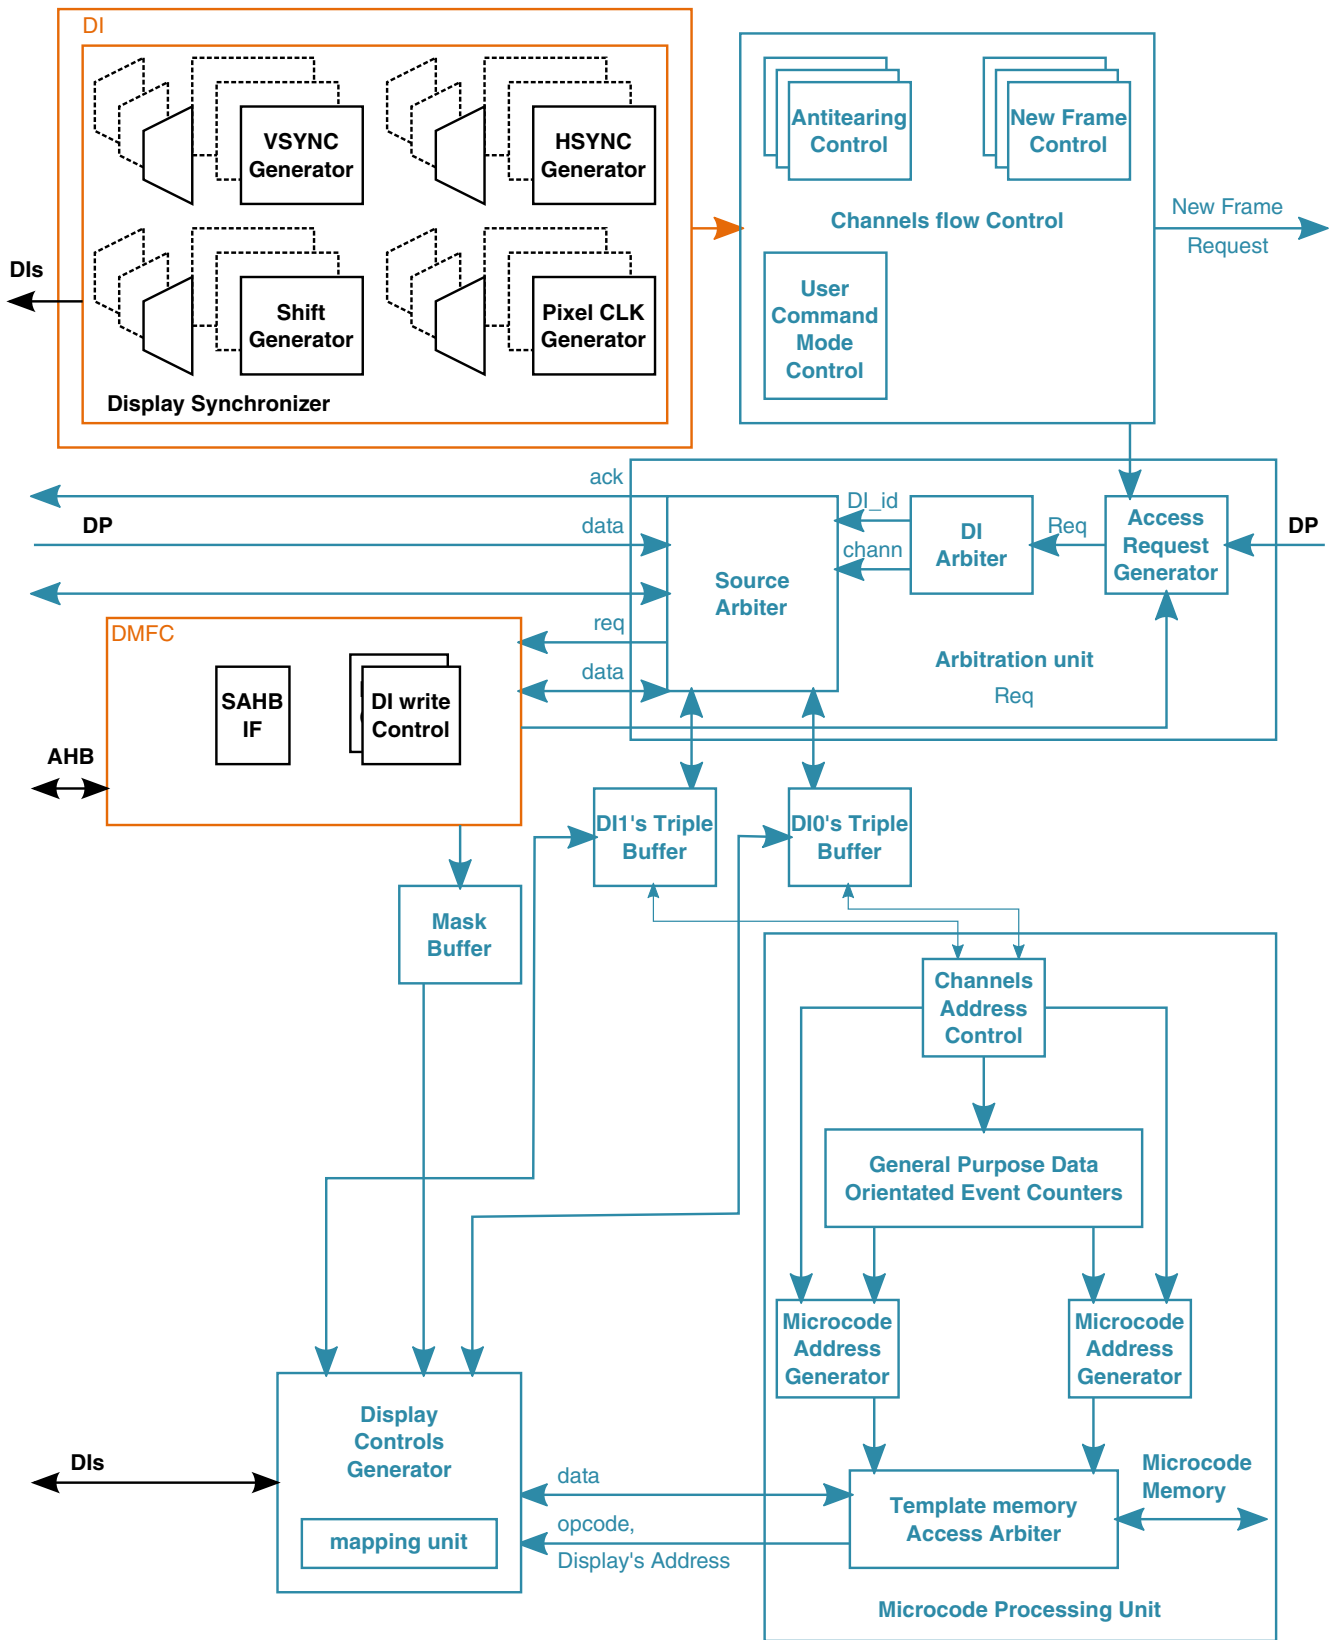 DI
VSYNC
Generator
HSYNC
Generator
Shift
Generator
Pixel CLK
Generator
Display Synchronizer
DIs
Antitearing
Control
New Frame
Control
Channels flow Control
User
Command
Mode
Control
New Frame
Request
ack
DP
data
DI_id
chann
Source
Arbiter
DI
Arbiter
Req
Access
Request
Generator
DP
req
data
Arbitration unit
Req
DMFC
SAHB
IF
DI write
Control
AHB
DI1's Triple
Buffer
DI0's Triple
Buffer
Mask
Buffer
Channels
Address
Control
General Purpose Data
Orientated Event Counters
Microcode
Address
Generator
Microcode
Address
Generator
Display
Controls
Generator
mapping unit
DIs
data
opcode,
Display's Address
Template memory
Access Arbiter
Microcode
Memory
Microcode Processing Unit